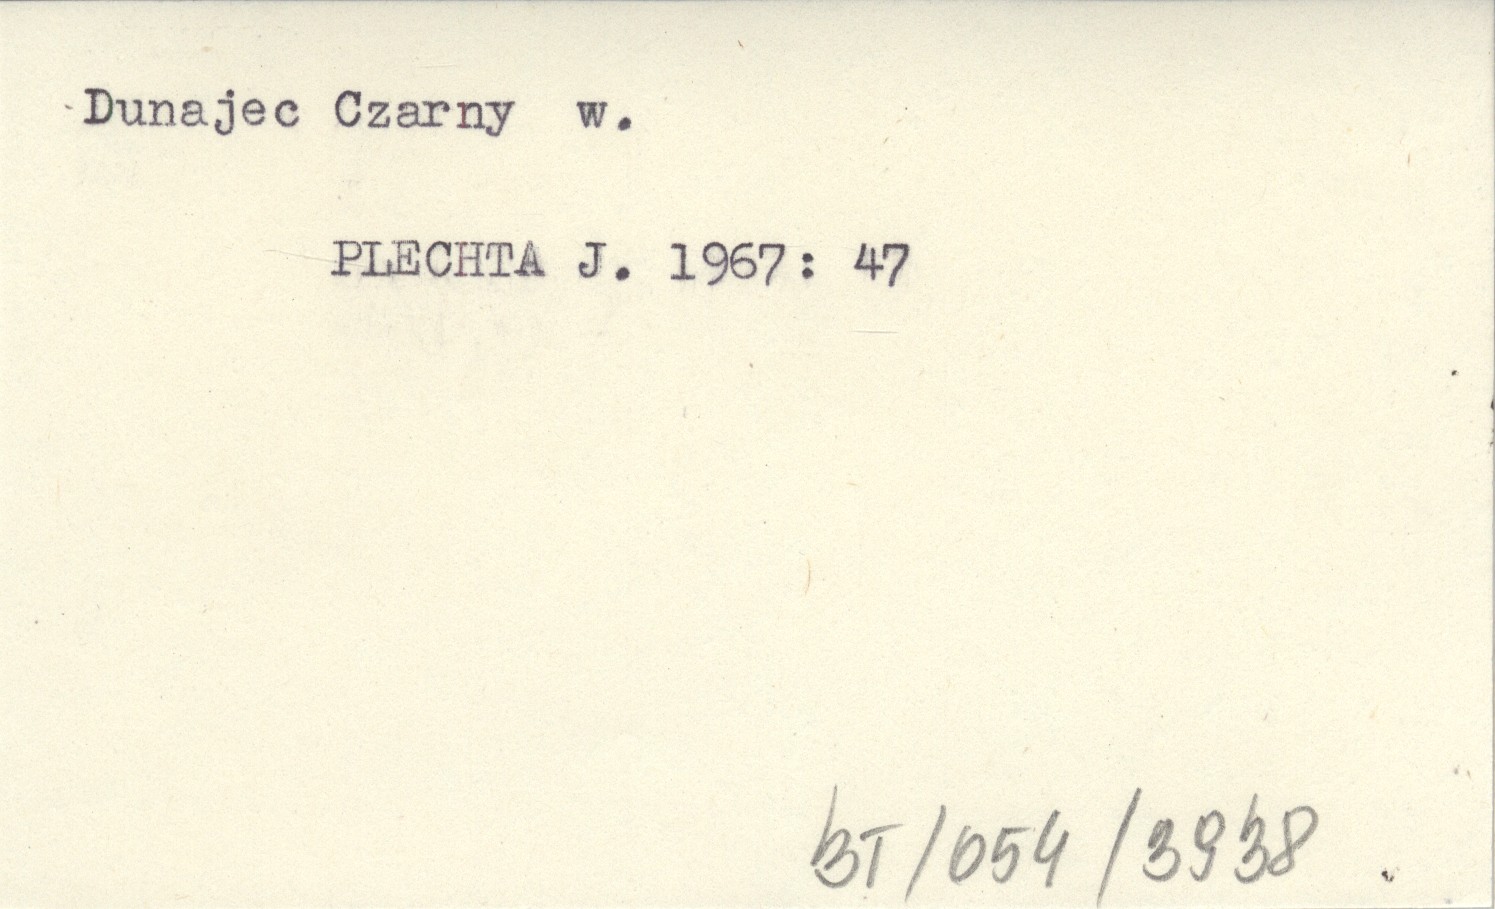 Dunajec Czarny w.
PLECHTA J. 1967: 47
BT/054/3938